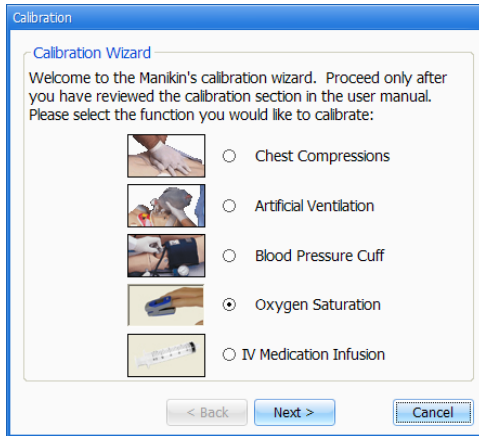 Calibration
Calibration Wizard
Welcome to the Manikin's calibration wizard. Proceed only after
you have reviewed the calibration section in the user manual.
Please select the function you would like to calibrate:
Chest Compressions
Artificial Ventilation
Blood Pressure Cuff
Oxygen Saturation
IV Medication Infusion
< Back Next > Cancel